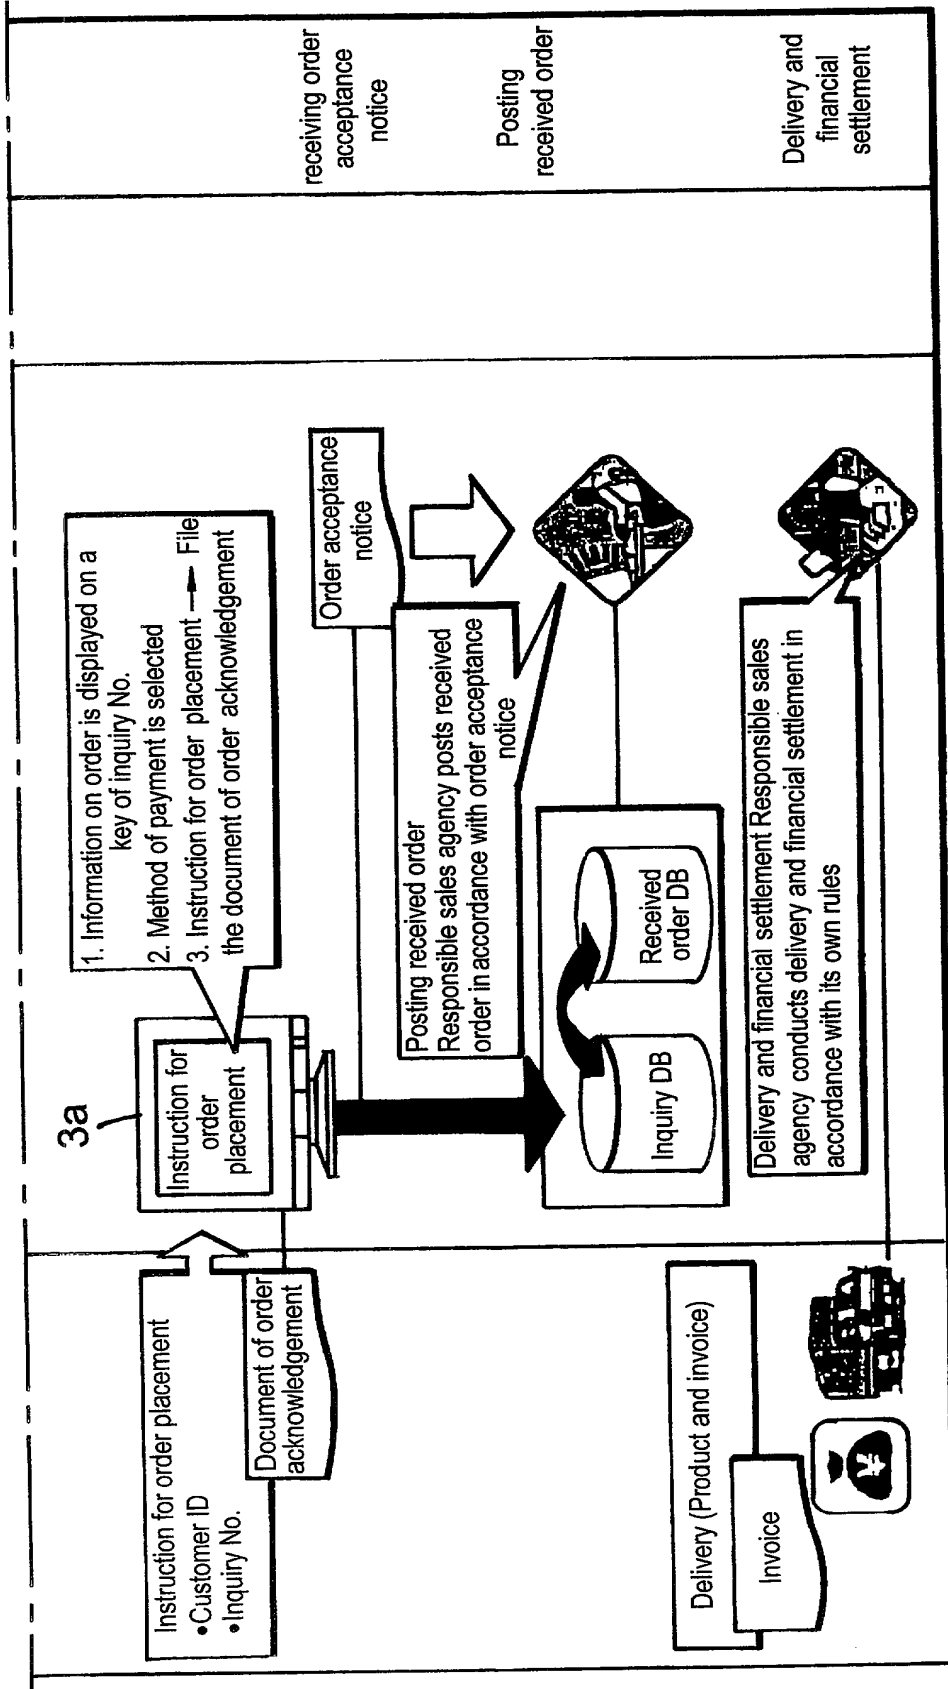 Instruction for order placement
•Customer ID
•Inquiry No.
Document of order
acknowledgement
3a
Instruction for
order
placement
1. Information on order is displayed on a
key of inquiry No.
2. Method of payment is selected
3. Instruction for order placement → File
the document of order acknowledgement
Order acceptance
notice
receiving order
acceptance
notice
Posting received order
Responsible sales agency posts received
order in accordance with order acceptance
notice
Inquiry DB
Received
order DB
Posting
received order
Delivery (Product and invoice)
Invoice
¥
Delivery and financial settlement Responsible sales
agency conducts delivery and financial settlement in
accordance with its own rules
Delivery and
financial
settlement